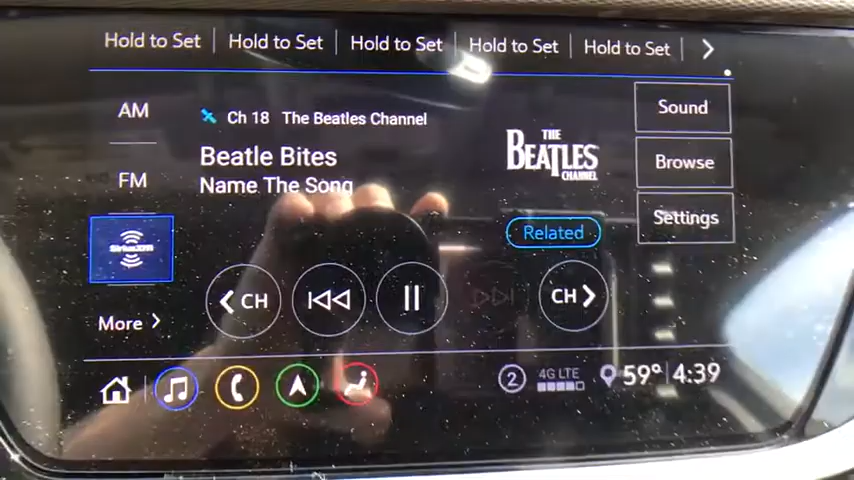 Hold to Set Hold to Set Hold to Set Hold to Set Hold to Set
AM
Ch 18 The Beatles Channel
Sound
Beatle Bites
THE
BEATLES
CHANNEL
Browse
FM
Name The Song
Settings
SiriusXM
Related
CH
CH
More
2
4G LTE
59° 4:39